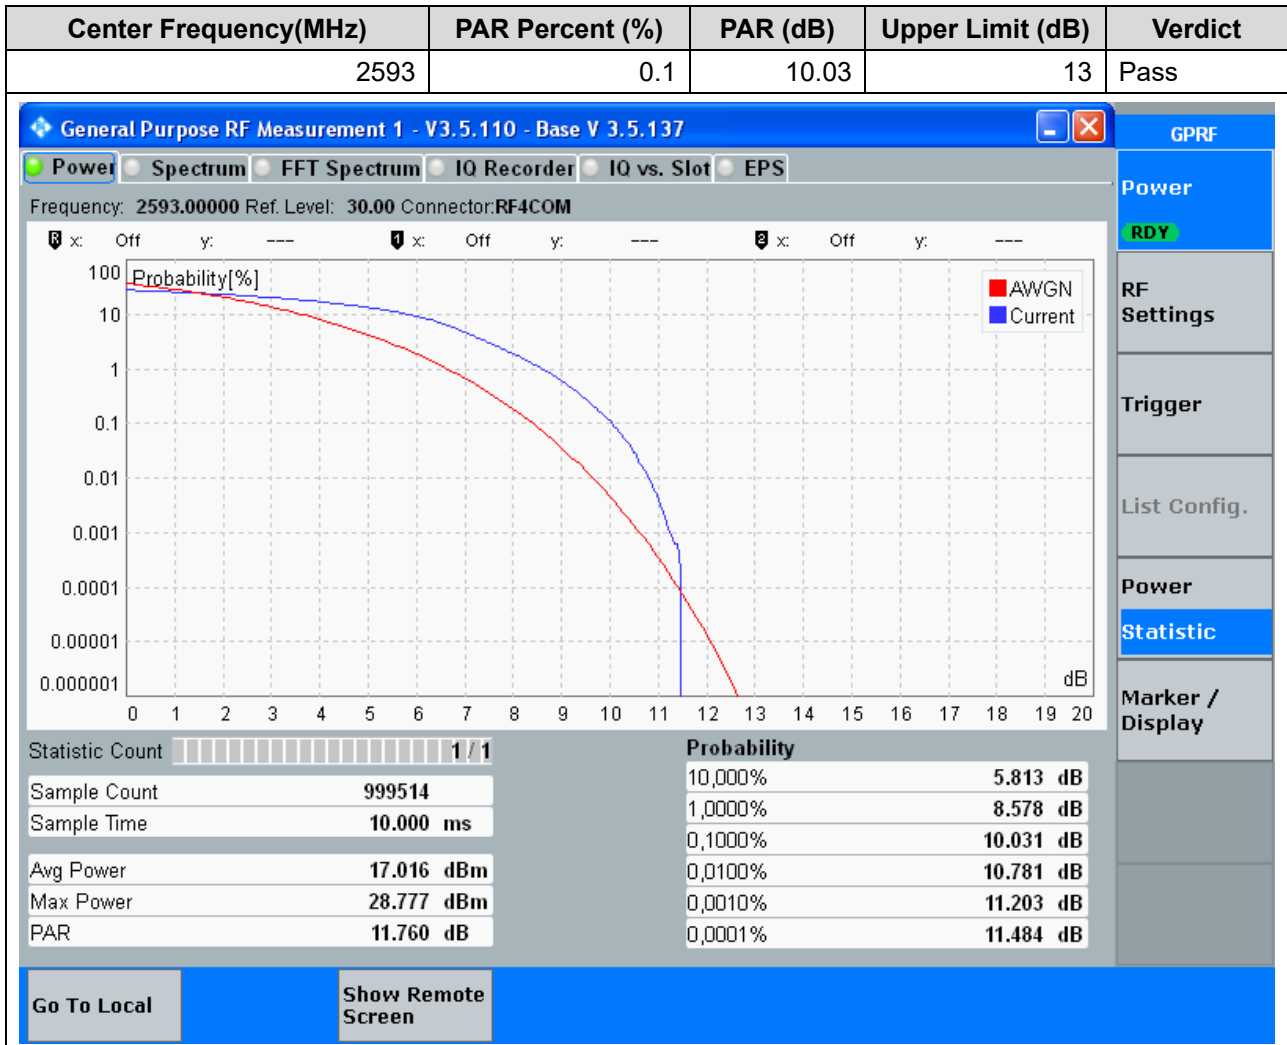 Center Frequency(MHz) PAR Percent (%) PAR (dB) Upper Limit (dB) Verdict
2593 0.1 10.03 13 Pass
General Purpose RF Measurement 1 - V3.5.110 - Base V 3.5.137
GPRF
Power Spectrum FFT Spectrum IQ Recorder IQ vs. Slot EPS
Frequency: 2593.00000 Ref. Level: 30.00 Connector:RF4COM
R x: Off y: --- 1 x: Off y: --- 2 x: Off y: ---
Probability[%]
AWGN
Current
100
10
1
0.1
0.01
0.001
0.0001
0.00001
0.000001
dB
0 1 2 3 4 5 6 7 8 9 10 11 12 13 14 15 16 17 18 19 20
Statistic Count 1 / 1
Sample Count 999514
Sample Time 10.000 ms
Avg Power 17.016 dBm
Max Power 28.777 dBm
PAR 11.760 dB
Probability
10,000% 5.813 dB
1,0000% 8.578 dB
0,1000% 10.031 dB
0,0100% 10.781 dB
0,0010% 11.203 dB
0,0001% 11.484 dB
Power
RDY
RF
Settings
Trigger
List Config.
Power
Statistic
Marker /
Display
Go To Local
Show Remote
Screen